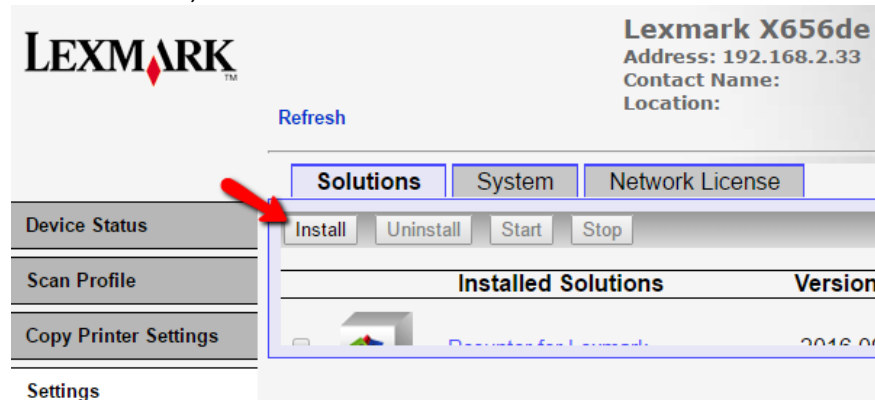 LEXMARK
TM
Lexmark X656de
Address: 192.168.2.33
Contact Name:
Location:
Refresh
Solutions System Network License
Device Status
Install Uninstall Start Stop
Scan Profile
Installed Solutions Version
Copy Printer Settings
Settings